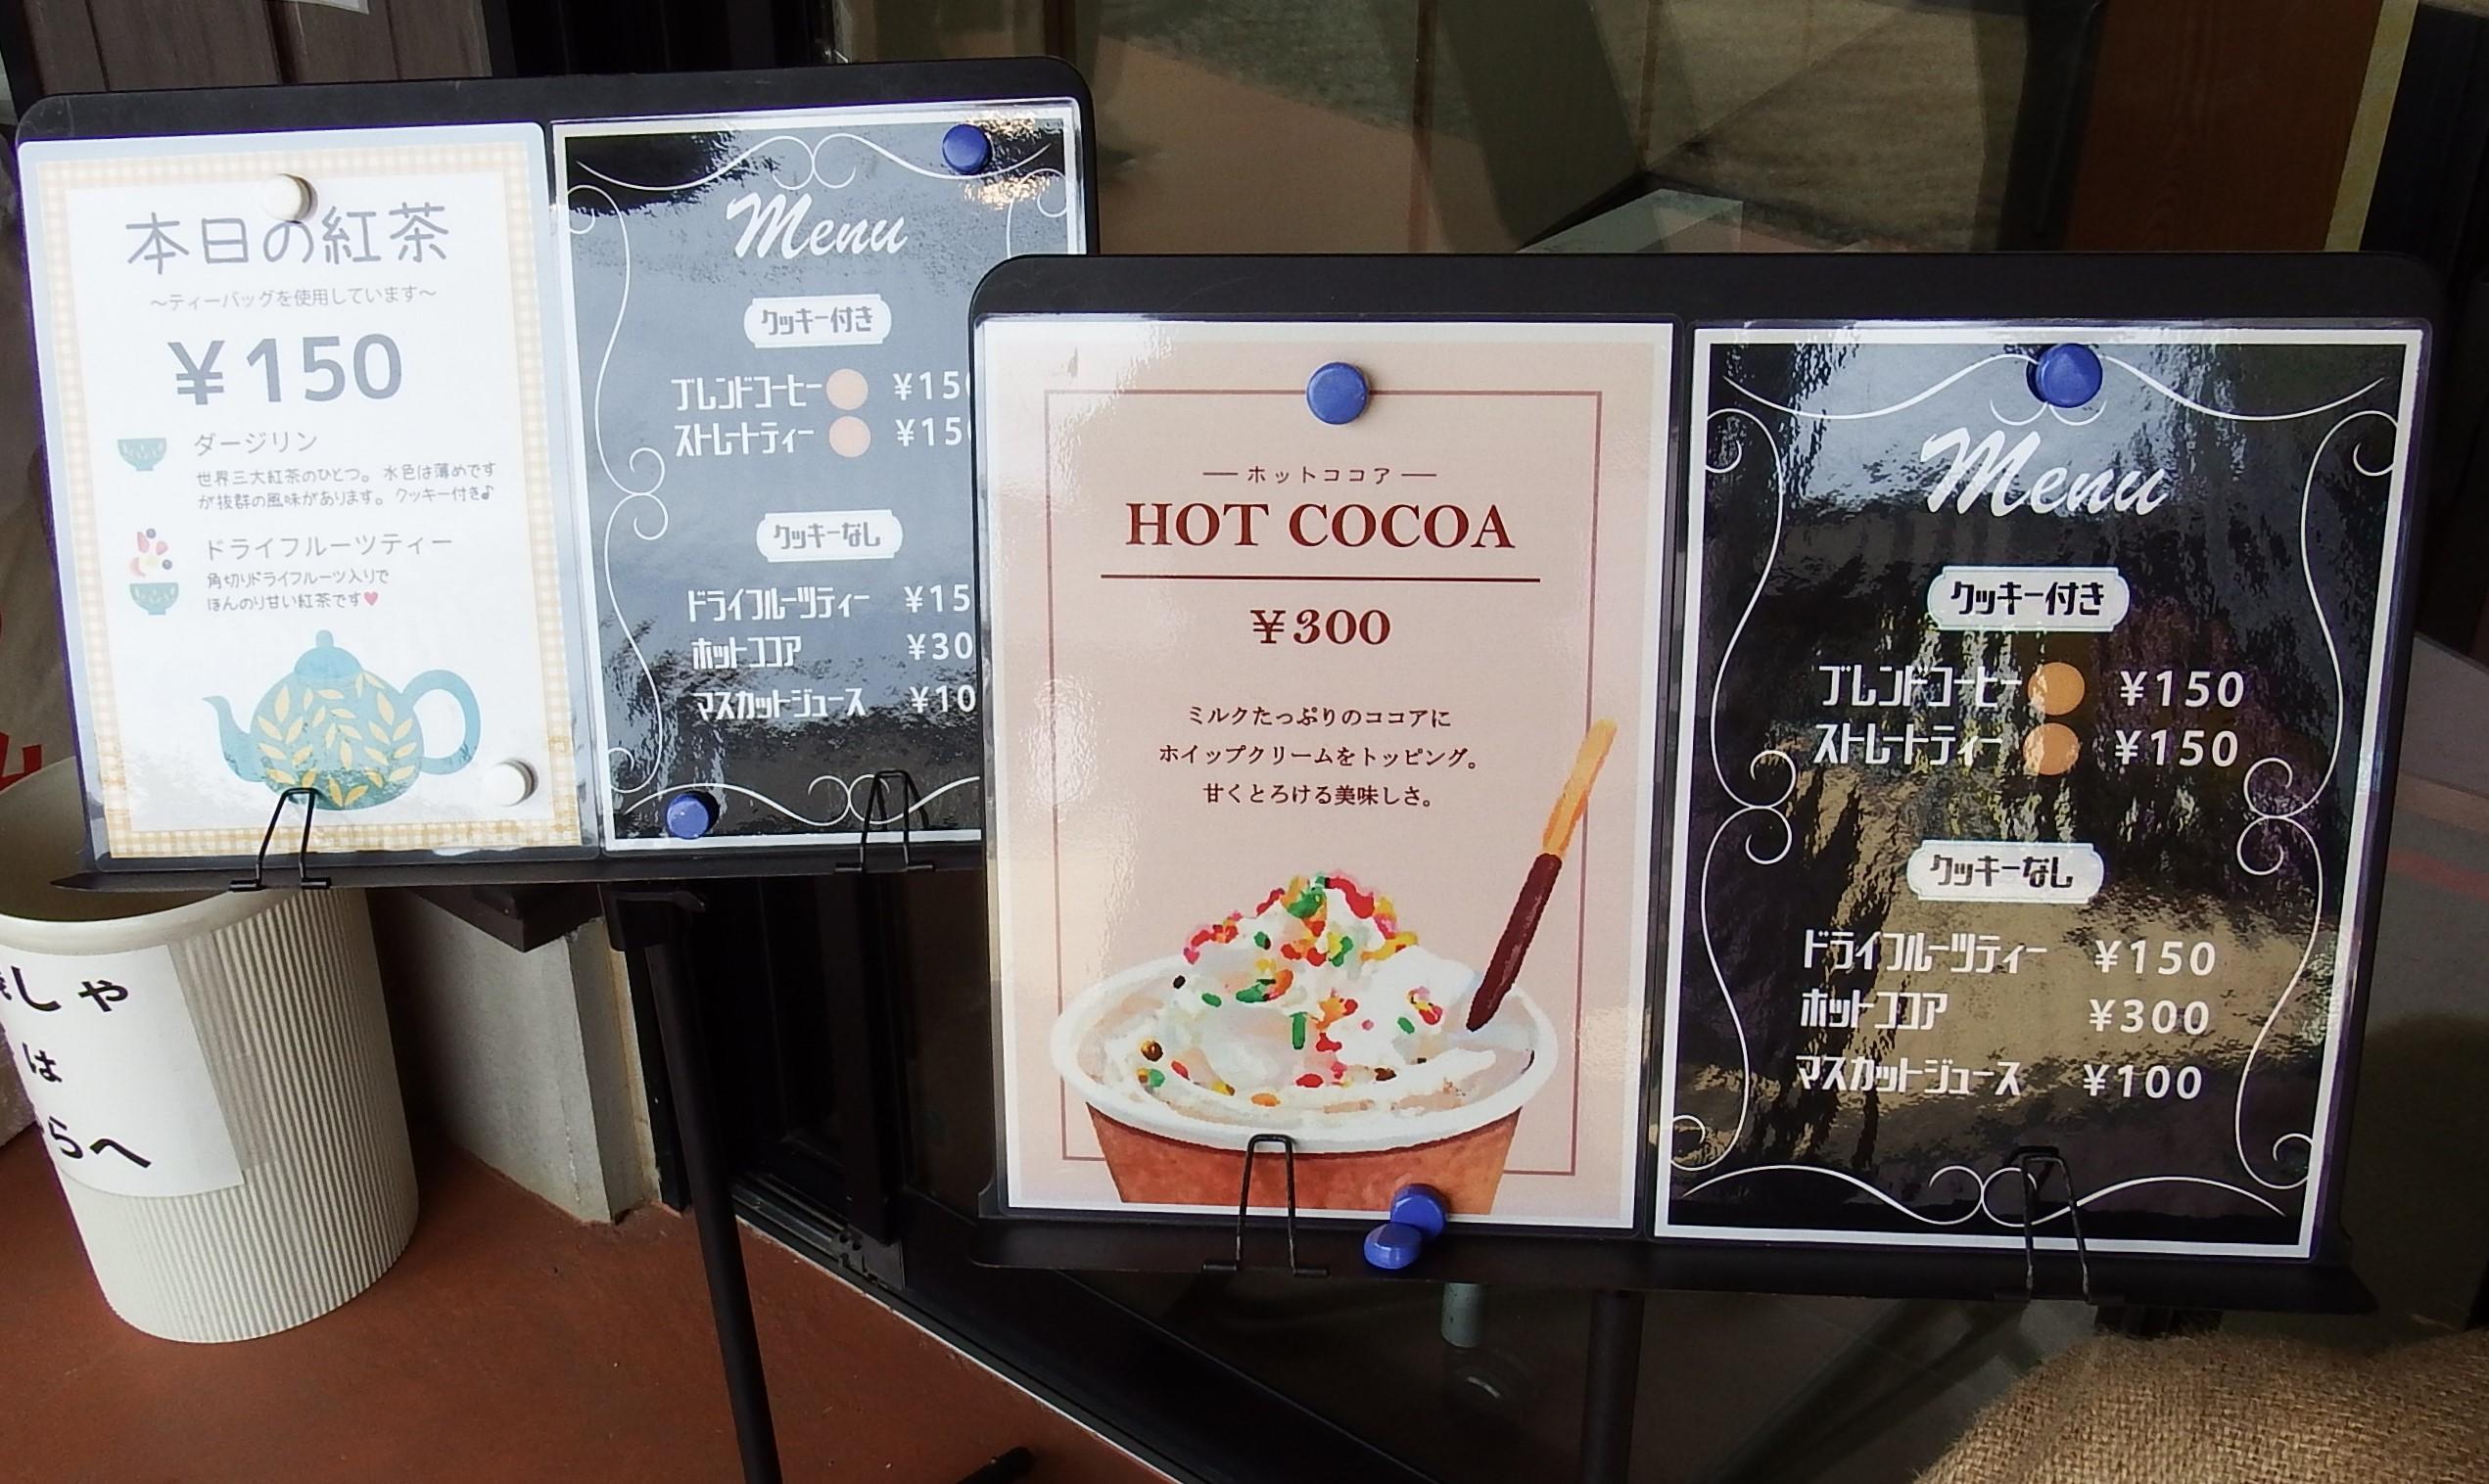 本日の紅茶
～ティーバッグを使用しています～
￥150
ダージリン
世界三大紅茶のひとつ。水色は薄めです
が抜群の風味があります。クッキー付き♪
ドライフルーツティー
角切りドライフルーツ入りで
ほんのり甘い紅茶です♥
Menu
クッキー付き
ブレンドコーヒー ￥150
ストレートティー ￥150
クッキーなし
ドライフルーツティー ￥15
ホットココア ￥30
マスカットジュース ￥10
ホットココア
HOT COCOA
￥300
ミルクたっぷりのココアに
ホイップクリームをトッピング。
甘くとろける美味しさ。
Menu
クッキー付き
ブレンドコーヒー ￥150
ストレートティー ￥150
クッキーなし
ドライフルーツティー ￥150
ホットココア ￥300
マスカットジュース ￥100
しゃ
は
らへ